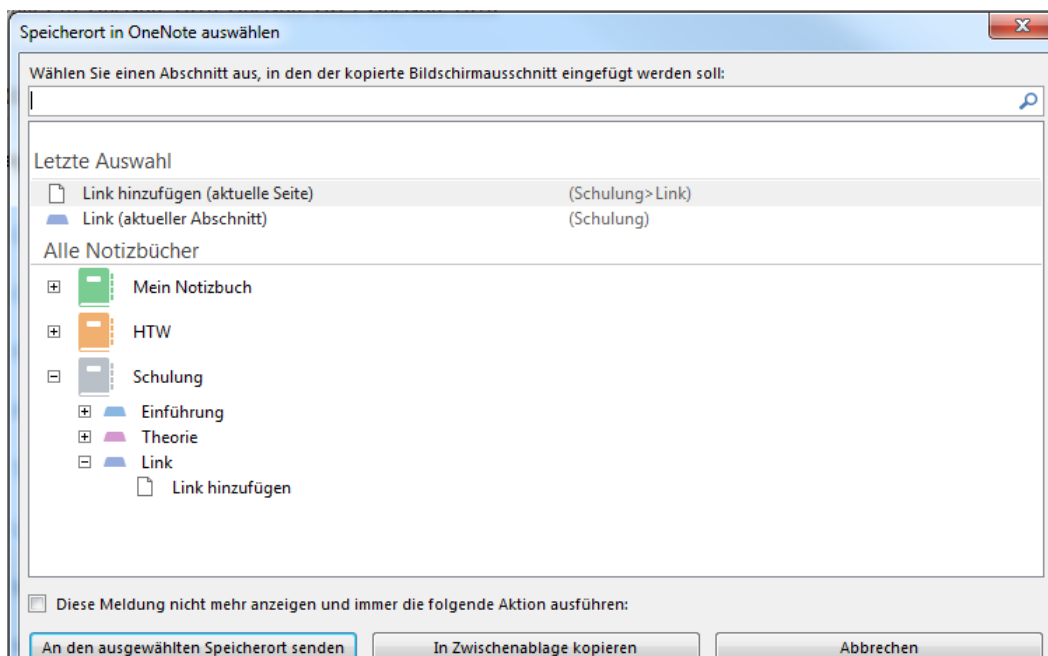 Speicherort in OneNote auswählen
Wählen Sie einen Abschnitt aus, in den der kopierte Bildschirmausschnitt eingefügt werden soll:
Letzte Auswahl
Link hinzufügen (aktuelle Seite) (Schulung>Link)
Link (aktueller Abschnitt) (Schulung)
Alle Notizbücher
Mein Notizbuch
HTW
Schulung
Einführung
Theorie
Link
Link hinzufügen
Diese Meldung nicht mehr anzeigen und immer die folgende Aktion ausführen:
An den ausgewählten Speicherort senden In Zwischenablage kopieren Abbrechen